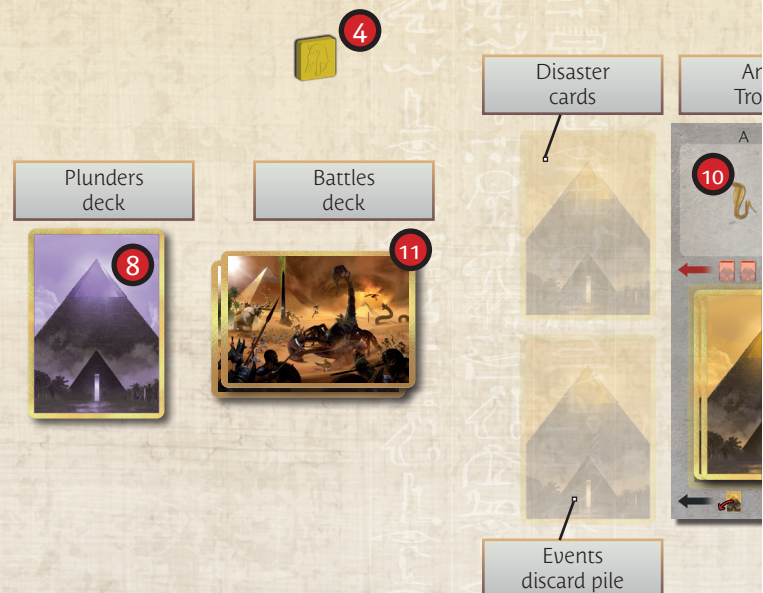 4
Disaster
cards
A
10
Plunders
deck
Battles
deck
8
11
Events
discard pile